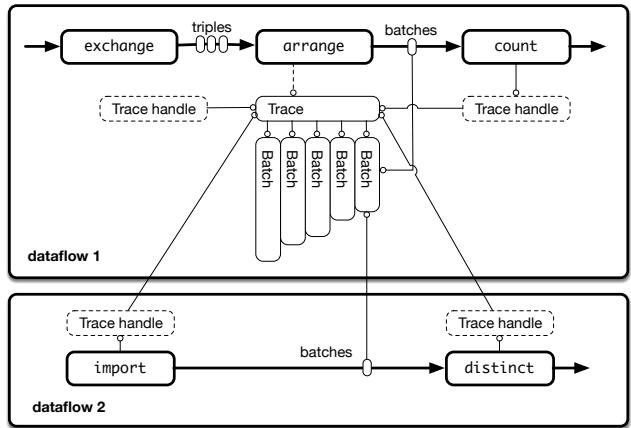 triples
batches
exchange
arrange
count
Trace handle
Trace
Trace handle
Batch
Batch
Batch
Batch
Batch
dataflow 1
Trace handle
Trace handle
batches
import
distinct
dataflow 2